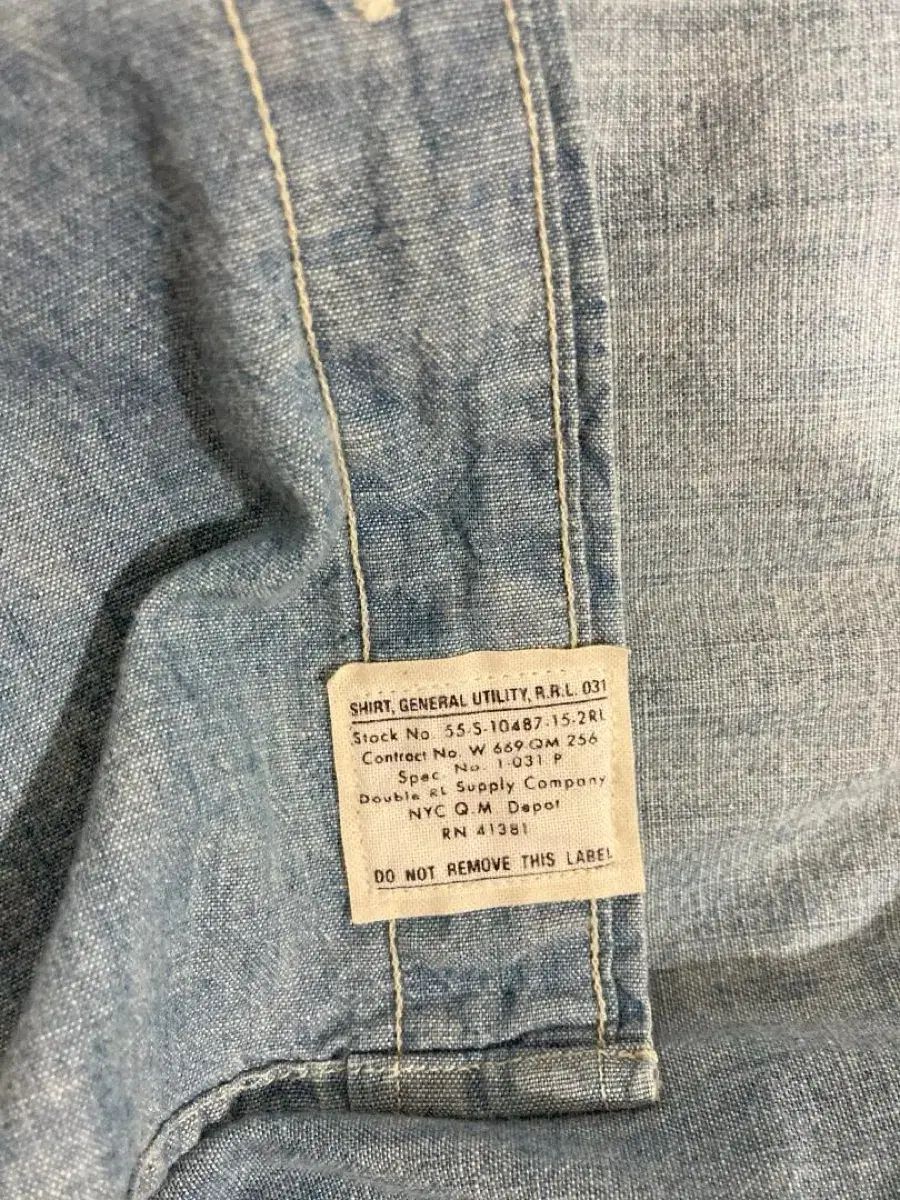 SHIRT, GENERAL UTILITY, R.R.L. 031
Stock No. 55-S-10487-15-2RL
Contract No. W 669 QM 256
Spec. No. 1-031 P
Double RL Supply Company
NYC Q.M. Depot
RN 41381
DO NOT REMOVE THIS LABEL